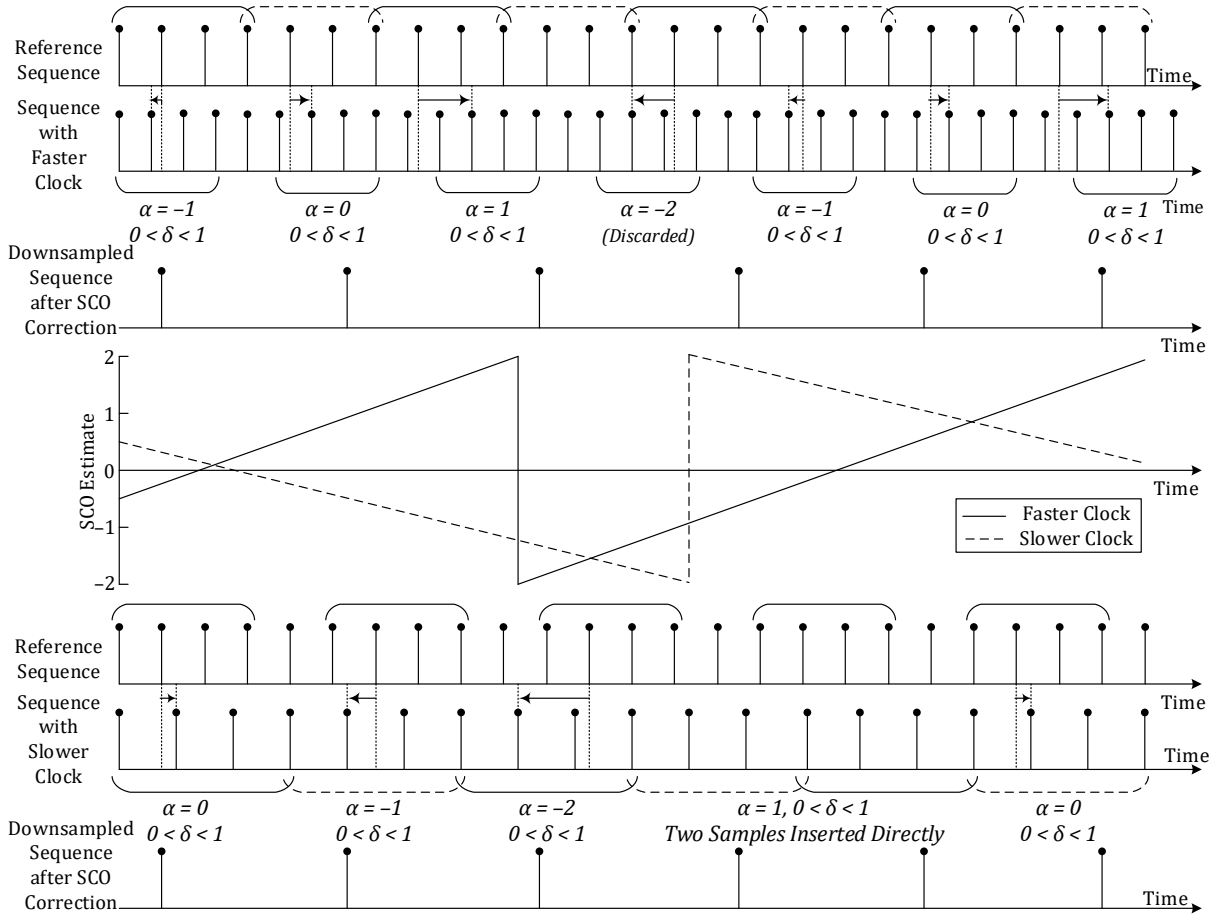 Reference
Sequence
Time
Sequence
with
Faster
Clock
Time
α = −1
0 < δ < 1
α = 0
0 < δ < 1
α = 1
0 < δ < 1
α = −2
(Discarded)
α = −1
0 < δ < 1
α = 0
0 < δ < 1
α = 1
0 < δ < 1
Downsampled
Sequence
after SCO
Correction
Time
SCO Estimate
2
1
0
−1
−2
Time
Faster Clock
Slower Clock
Reference
Sequence
Time
Sequence
with
Slower
Clock
Time
α = 0
0 < δ < 1
α = −1
0 < δ < 1
α = −2
0 < δ < 1
α = 1, 0 < δ < 1
Two Samples Inserted Directly
α = 0
0 < δ < 1
Downsampled
Sequence
after SCO
Correction
Time